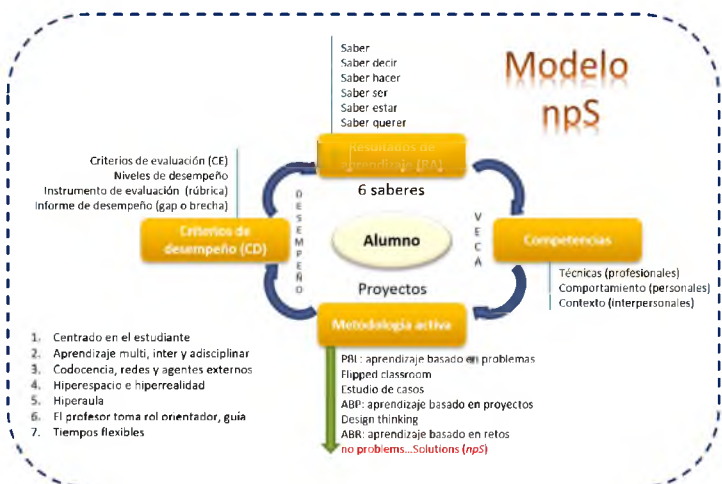 Modelo
npS
Saber
Saber decir
Saber hacer
Saber ser
Saber estar
Saber querer
Resultados de
aprendizaje (RA)
6 saberes
Criterios de evaluación (CE)
Niveles de desempeño
Instrumento de evaluación (rúbrica)
Informe de desempeño (gap o brecha)
Criterios de
desempeño (CD)
DESEMPEÑO
Alumno
VECA
Competencias
Técnicas (profesionales)
Comportamiento (personales)
Contexto (interpersonales)
Proyectos
Metodología activa
1. Centrado en el estudiante
2. Aprendizaje multi, inter y adisciplinar
3. Codocencia, redes y agentes externos
4. Hiperespacio e hiperrealidad
5. Hiperaula
6. El profesor toma rol orientador, guía
7. Tiempos flexibles
PBL: aprendizaje basado en problemas
Flipped classroom
Estudio de casos
ABP: aprendizaje basado en proyectos
Design thinking
ABR: aprendizaje basado en retos
no problems...Solutions (npS)